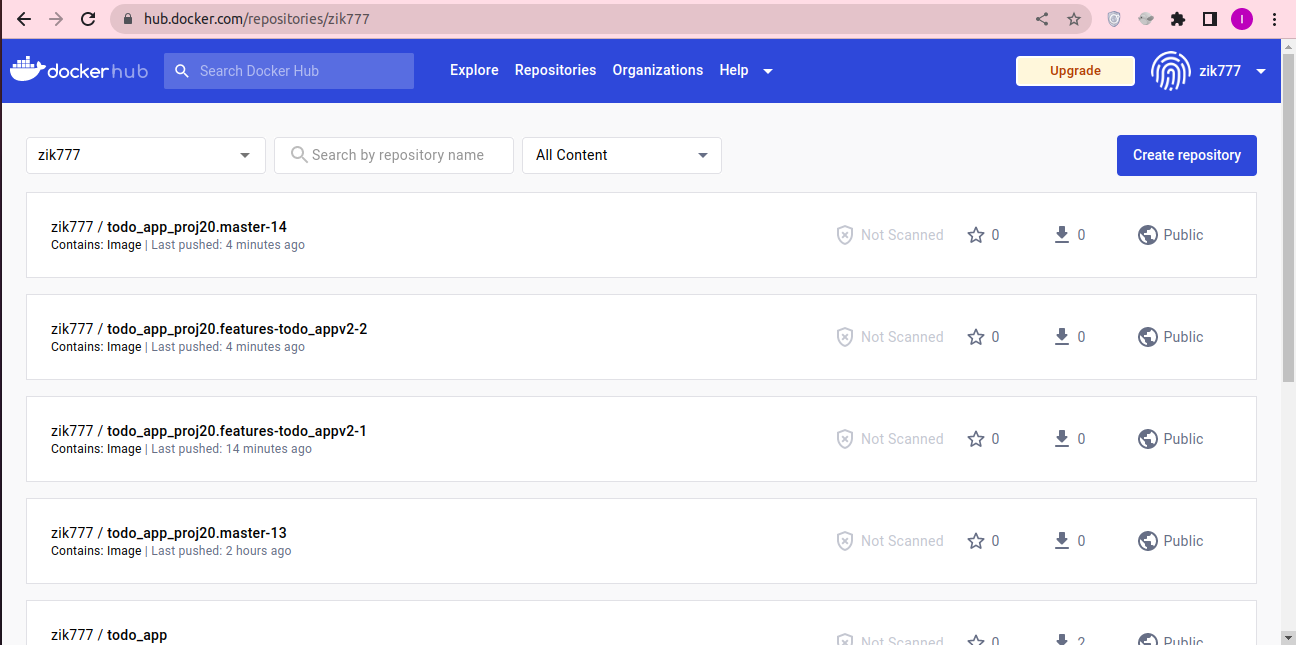 hub.docker.com/repositories/zik777
I
docker hub
Search Docker Hub
Explore Repositories Organizations Help
Upgrade
zik777
zik777
Search by repository name
All Content
Create repository
zik777 / todo_app_proj20.master-14
Contains: Image | Last pushed: 4 minutes ago
Not Scanned 0 0 Public
zik777 / todo_app_proj20.features-todo_appv2-2
Contains: Image | Last pushed: 4 minutes ago
Not Scanned 0 0 Public
zik777 / todo_app_proj20.features-todo_appv2-1
Contains: Image | Last pushed: 14 minutes ago
Not Scanned 0 0 Public
zik777 / todo_app_proj20.master-13
Contains: Image | Last pushed: 2 hours ago
Not Scanned 0 0 Public
zik777 / todo_app
Not Scanned 0 2 Public